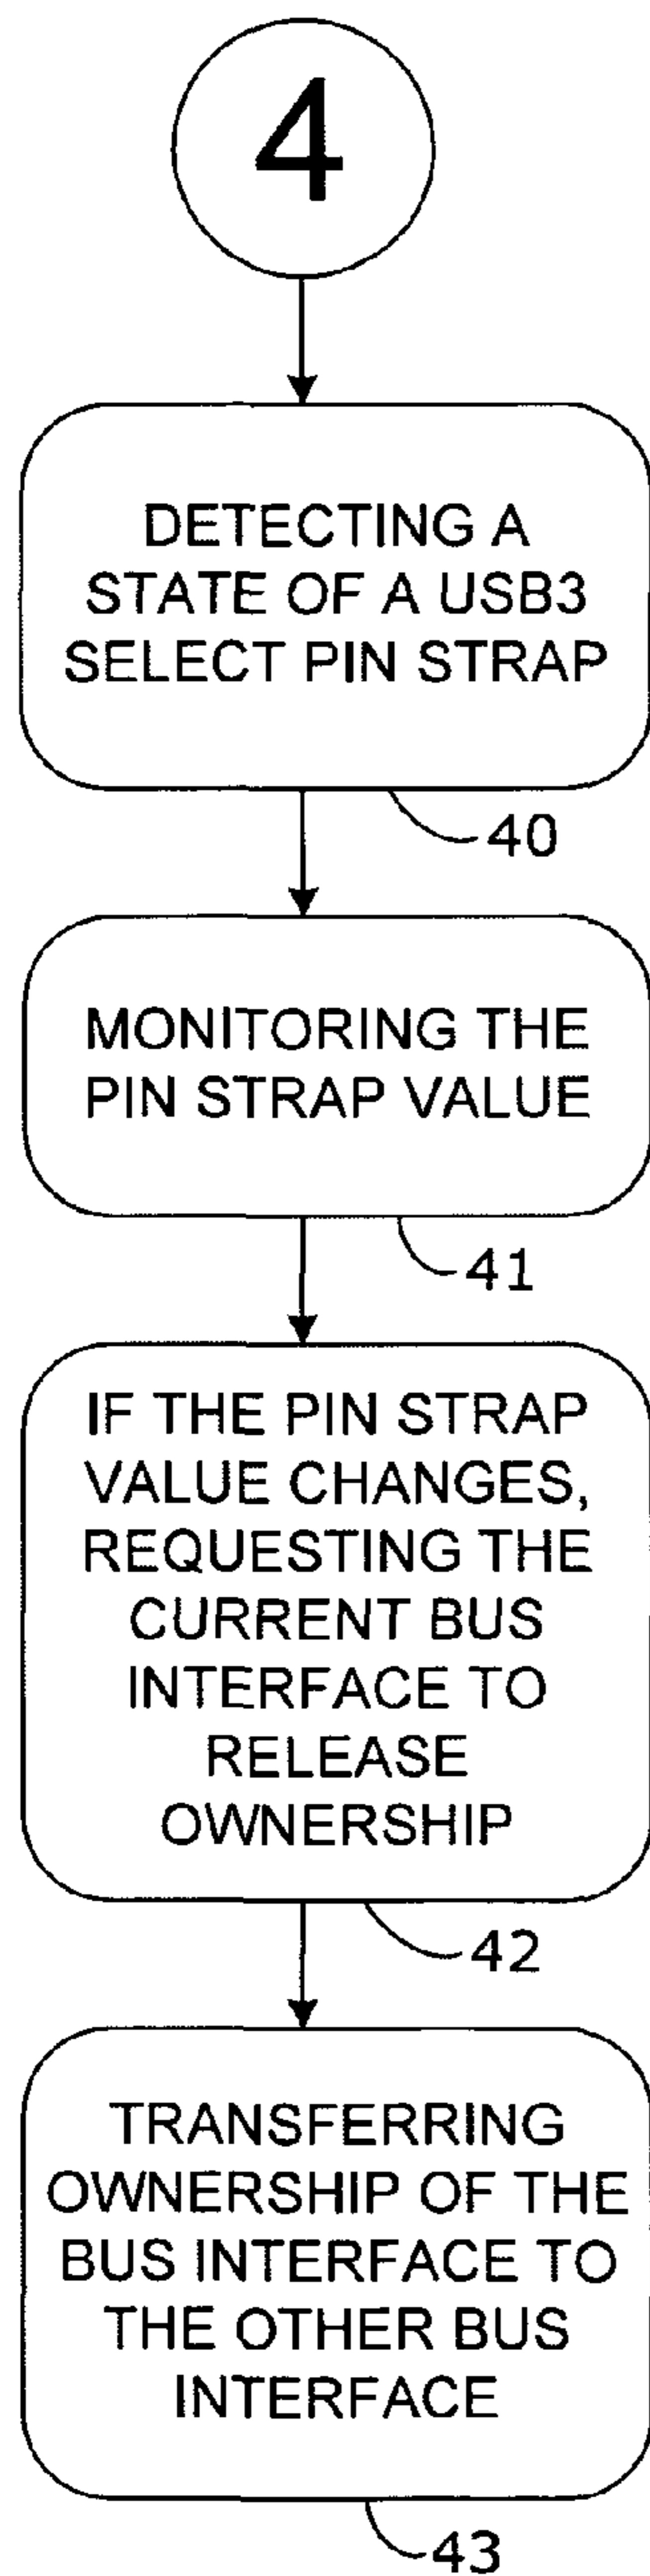 4
DETECTING A
STATE OF A USB3
SELECT PIN STRAP
40
MONITORING THE
PIN STRAP VALUE
41
IF THE PIN STRAP
VALUE CHANGES,
REQUESTING THE
CURRENT BUS
INTERFACE TO
RELEASE
OWNERSHIP
42
TRANSFERRING
OWNERSHIP OF THE
BUS INTERFACE TO
THE OTHER BUS
INTERFACE
43